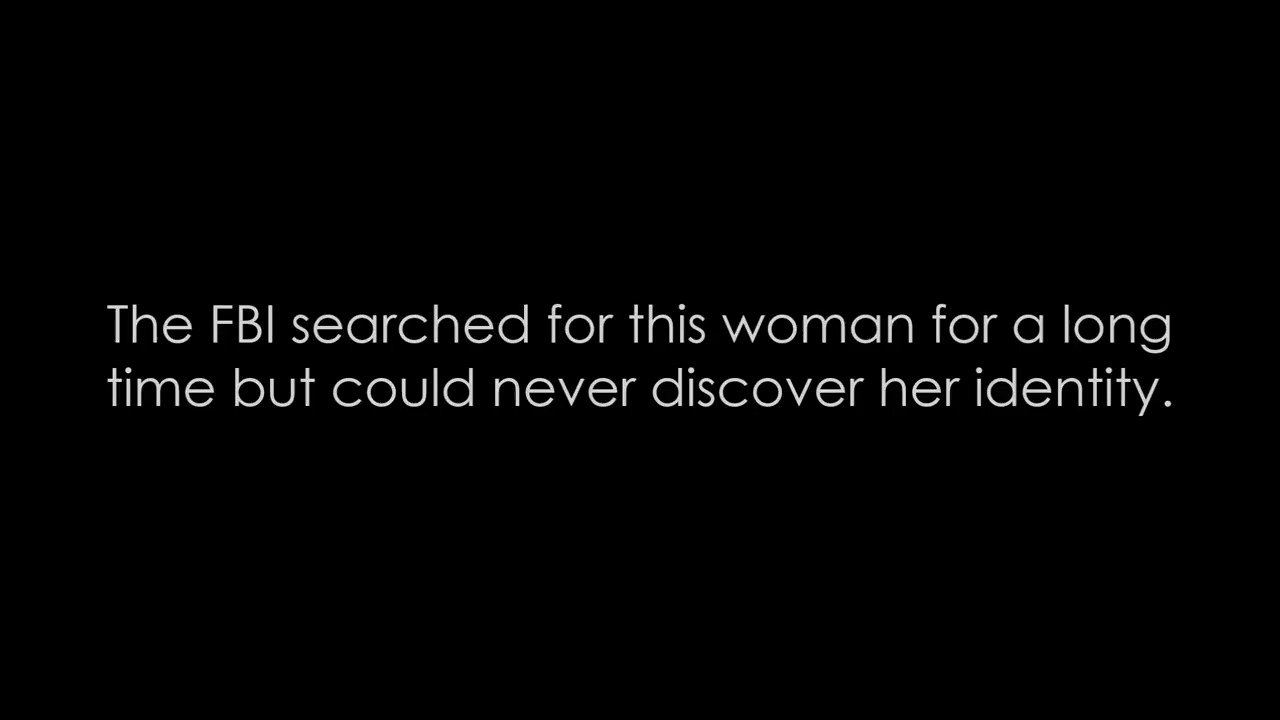 The FBI searched for this woman for a long
time but could never discover her identity.